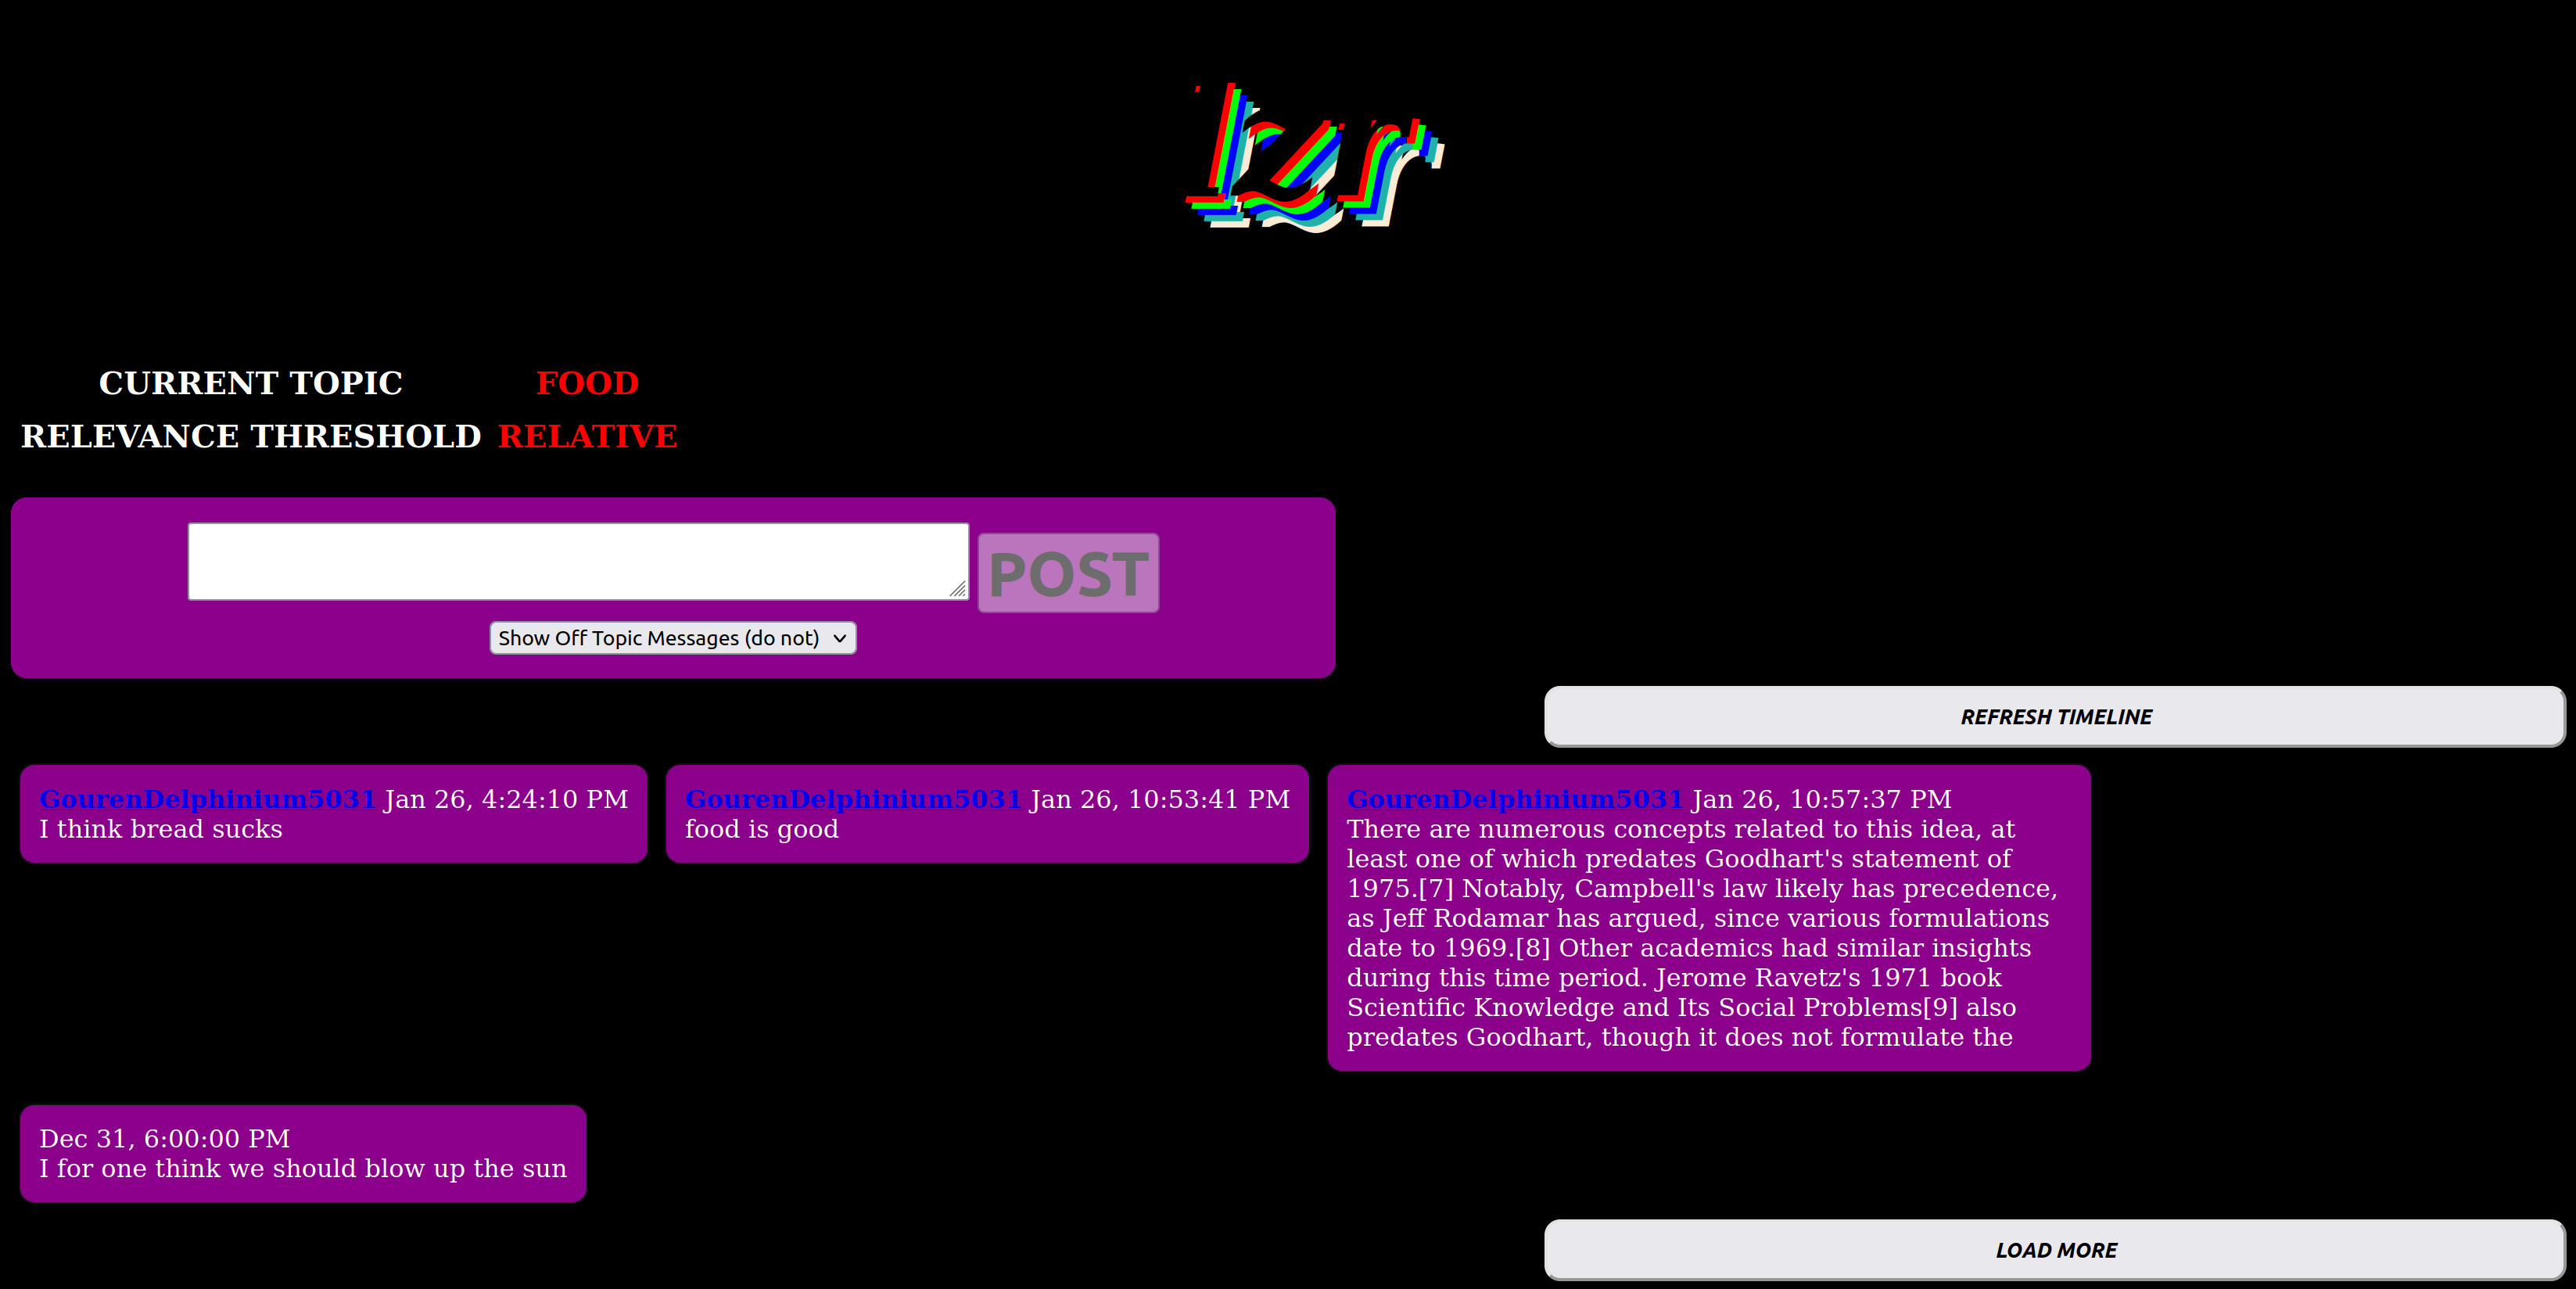 lzr
CURRENT TOPIC FOOD
RELEVANCE THRESHOLD RELATIVE
POST
Show Off Topic Messages (do not)
REFRESH TIMELINE
GourenDelphinium5031 Jan 26, 4:24:10 PM
I think bread sucks
GourenDelphinium5031 Jan 26, 10:53:41 PM
food is good
GourenDelphinium5031 Jan 26, 10:57:37 PM
There are numerous concepts related to this idea, at
least one of which predates Goodhart's statement of
1975.[7] Notably, Campbell's law likely has precedence,
as Jeff Rodamar has argued, since various formulations
date to 1969.[8] Other academics had similar insights
during this time period. Jerome Ravetz's 1971 book
Scientific Knowledge and Its Social Problems[9] also
predates Goodhart, though it does not formulate the
Dec 31, 6:00:00 PM
I for one think we should blow up the sun
LOAD MORE